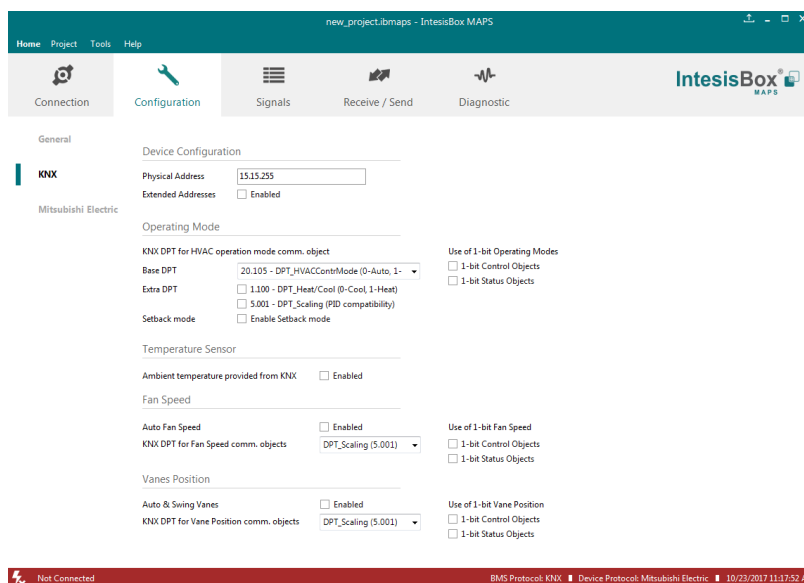 new_project.ibmaps - IntesisBox MAPS
Home Project Tools Help
Connection Configuration Signals Receive / Send Diagnostic
IntesisBox® MAPS
General
KNX
Mitsubishi Electric
Device Configuration
Physical Address 15.15.255
Extended Addresses Enabled
Operating Mode
KNX DPT for HVAC operation mode comm. object Use of 1-bit Operating Modes
Base DPT 20.105 - DPT_HVACContrMode (0-Auto, 1- 1-bit Control Objects
Extra DPT 1.100 - DPT_Heat/Cool (0-Cool, 1-Heat) 1-bit Status Objects
5.001 - DPT_Scaling (PID compatibility)
Setback mode Enable Setback mode
Temperature Sensor
Ambient temperature provided from KNX Enabled
Fan Speed
Auto Fan Speed Enabled Use of 1-bit Fan Speed
KNX DPT for Fan Speed comm. objects DPT_Scaling (5.001) 1-bit Control Objects
1-bit Status Objects
Vanes Position
Auto & Swing Vanes Enabled Use of 1-bit Vane Position
KNX DPT for Vane Position comm. objects DPT_Scaling (5.001) 1-bit Control Objects
1-bit Status Objects
Not Connected BMS Protocol: KNX Device Protocol: Mitsubishi Electric 10/23/2017 11:17:52